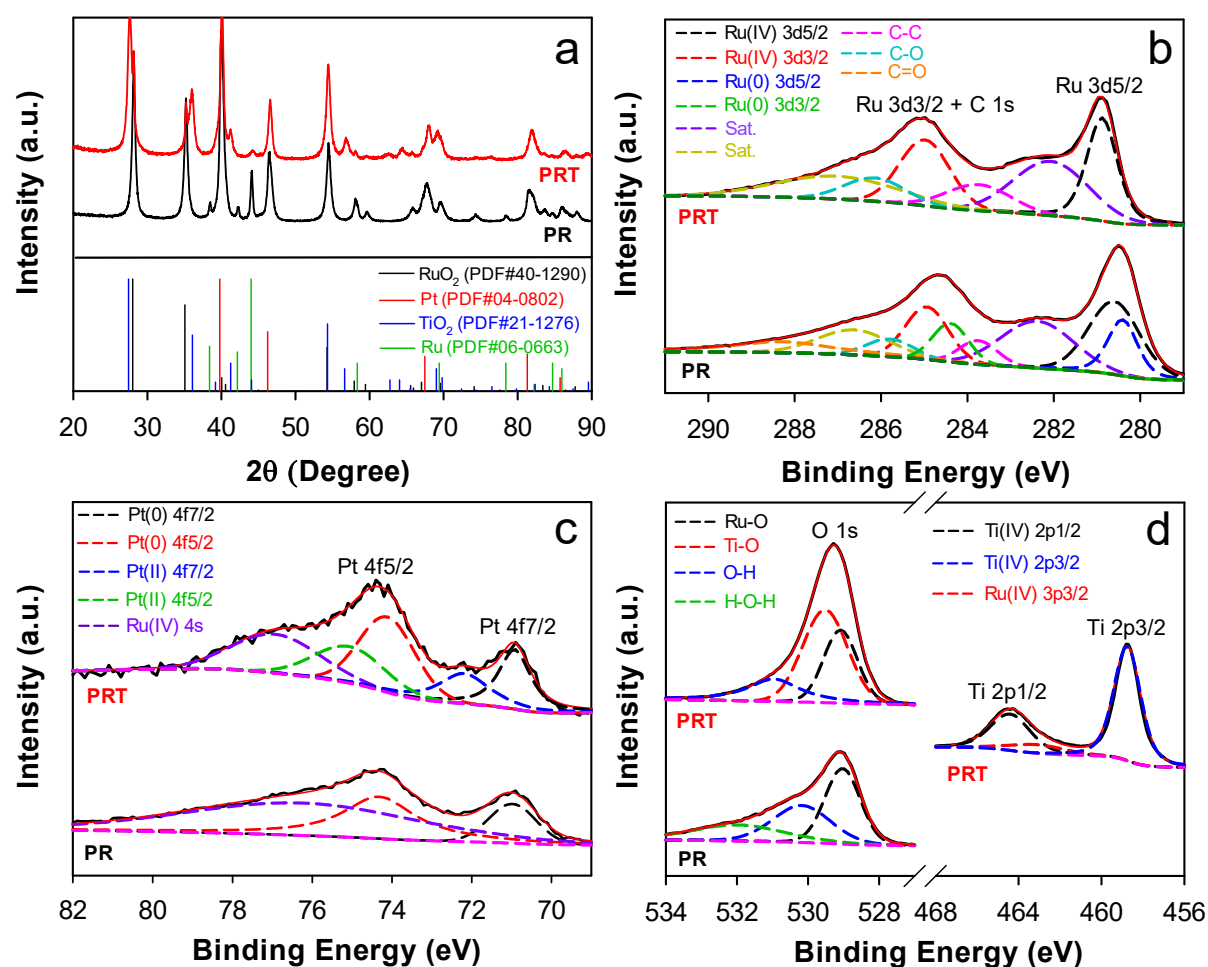 a
Intensity (a.u.)
PRT
PR
RuO2 (PDF#40-1290)
Pt (PDF#04-0802)
TiO2 (PDF#21-1276)
Ru (PDF#06-0663)
20 30 40 50 60 70 80 90
2θ (Degree)
b
Intensity (a.u.)
Ru(IV) 3d5/2
Ru(IV) 3d3/2
Ru(0) 3d5/2
Ru(0) 3d3/2
Sat.
Sat.
C-C
C-O
C=O
Ru 3d3/2 + C 1s
Ru 3d5/2
PRT
PR
290 288 286 284 282 280
Binding Energy (eV)
c
Intensity (a.u.)
Pt(0) 4f7/2
Pt(0) 4f5/2
Pt(II) 4f7/2
Pt(II) 4f5/2
Ru(IV) 4s
Pt 4f5/2
Pt 4f7/2
PRT
PR
82 80 78 76 74 72 70
Binding Energy (eV)
d
Intensity (a.u.)
Ru-O
Ti-O
O-H
H-O-H
O 1s
Ti(IV) 2p1/2
Ti(IV) 2p3/2
Ru(IV) 3p3/2
Ti 2p3/2
Ti 2p1/2
PRT
PRT
PR
534 532 530 528 468 464 460 456
Binding Energy (eV)